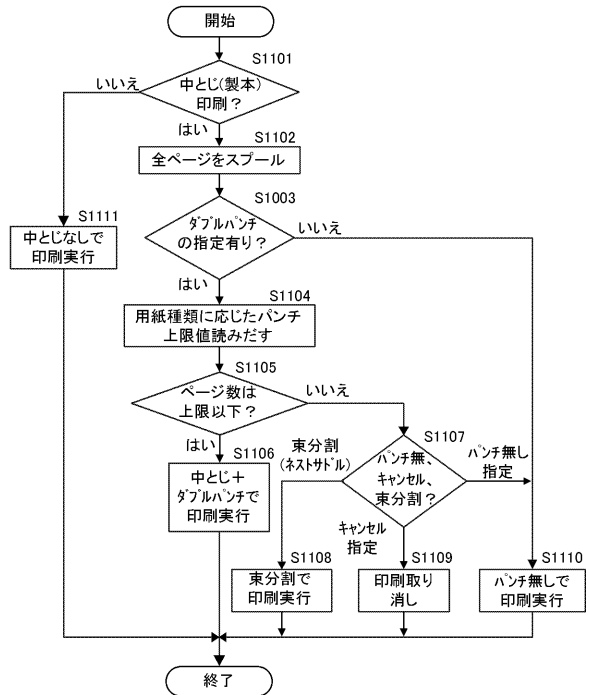 開始
S1101
いいえ
中とじ(製本)
印刷？
はい
S1102
全ページをスプール
S1003
ﾀﾞﾌﾞﾙﾊﾟﾝﾁ
の指定有り？
いいえ
S1111
中とじなしで
印刷実行
はい
S1104
用紙種類に応じたパンチ
上限値読みだす
S1105
ページ数は
上限以下？
いいえ
はい
S1106
中とじ＋
ﾀﾞﾌﾞﾙﾊﾟﾝﾁで
印刷実行
束分割
(ﾈｽﾄｻﾄﾞﾙ)
S1107
ﾊﾟﾝﾁ無、
ｷｬﾝｾﾙ、
束分割？
パンチ無し
指定
キャンセル
指定
S1108
束分割で
印刷実行
S1109
印刷取り
消し
S1110
ﾊﾟﾝﾁ無しで
印刷実行
終了